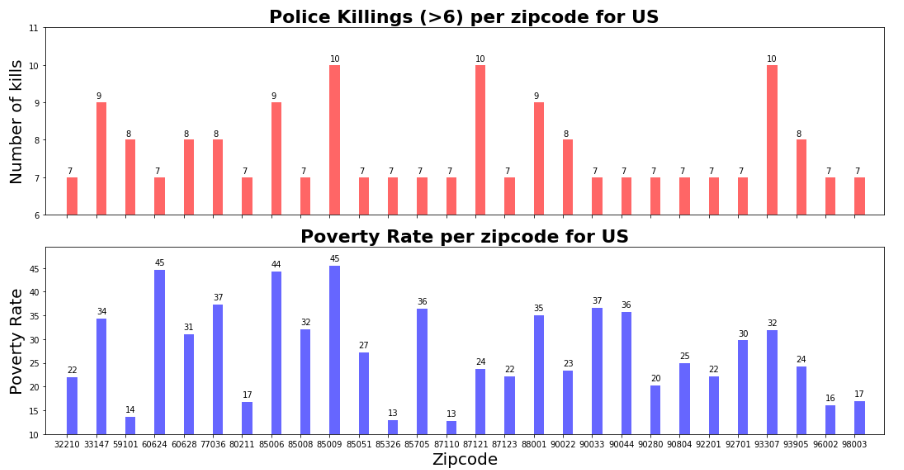 Police Killings (>6) per zipcode for US
Number of kills
11
10
9
8
7
6
7 9 8 7 8 8 7 9 7 10 7 7 7 7 10 7 9 8 7 7 7 7 7 7 10 8 7 7
Poverty Rate per zipcode for US
Poverty Rate
45
40
35
30
25
20
15
10
22 34 14 45 31 37 17 44 32 45 27 13 36 13 24 22 35 23 37 36 20 25 22 30 32 24 16 17
32210 33147 59101 60624 60628 77036 80211 85006 85008 85009 85051 85326 85705 87110 87121 87123 88001 90022 90033 90044 90280 90804 92201 92701 93307 93905 96002 98003
Zipcode